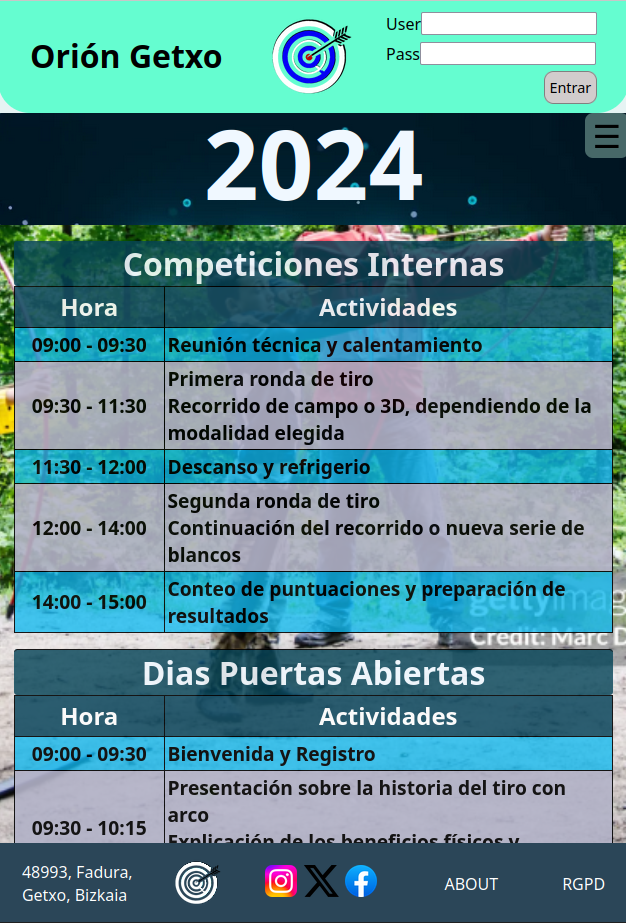 Orión Getxo
User
Pass
Entrar
2024
Competiciones Internas
Hora Actividades
09:00 - 09:30 Reunión técnica y calentamiento
09:30 - 11:30 Primera ronda de tiro
Recorrido de campo o 3D, dependiendo de la
modalidad elegida
11:30 - 12:00 Descanso y refrigerio
12:00 - 14:00 Segunda ronda de tiro
Continuación del recorrido o nueva serie de
blancos
14:00 - 15:00 Conteo de puntuaciones y preparación de
resultados
gettyimag
Credit: Marc D
Dias Puertas Abiertas
Hora Actividades
09:00 - 09:30 Bienvenida y Registro
09:30 - 10:15 Presentación sobre la historia del tiro con
arco
Explicación de los beneficios físicos y
48993, Fadura,
Getxo, Bizkaia
ABOUT
RGPD